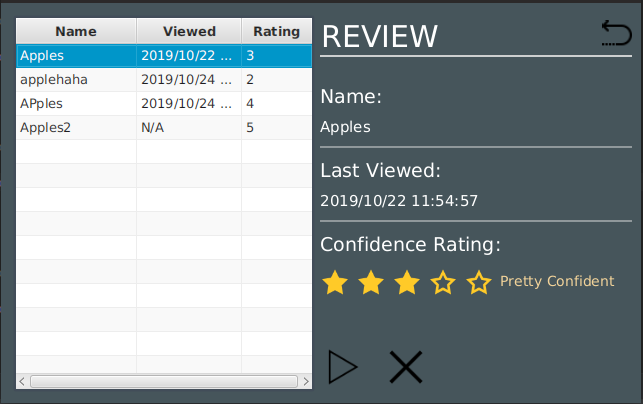 Name Viewed Rating
Apples 2019/10/22 ... 3
applehaha 2019/10/24 ... 2
APples 2019/10/24 ... 4
Apples2 N/A 5
REVIEW
Name:
Apples
Last Viewed:
2019/10/22 11:54:57
Confidence Rating:
Pretty Confident